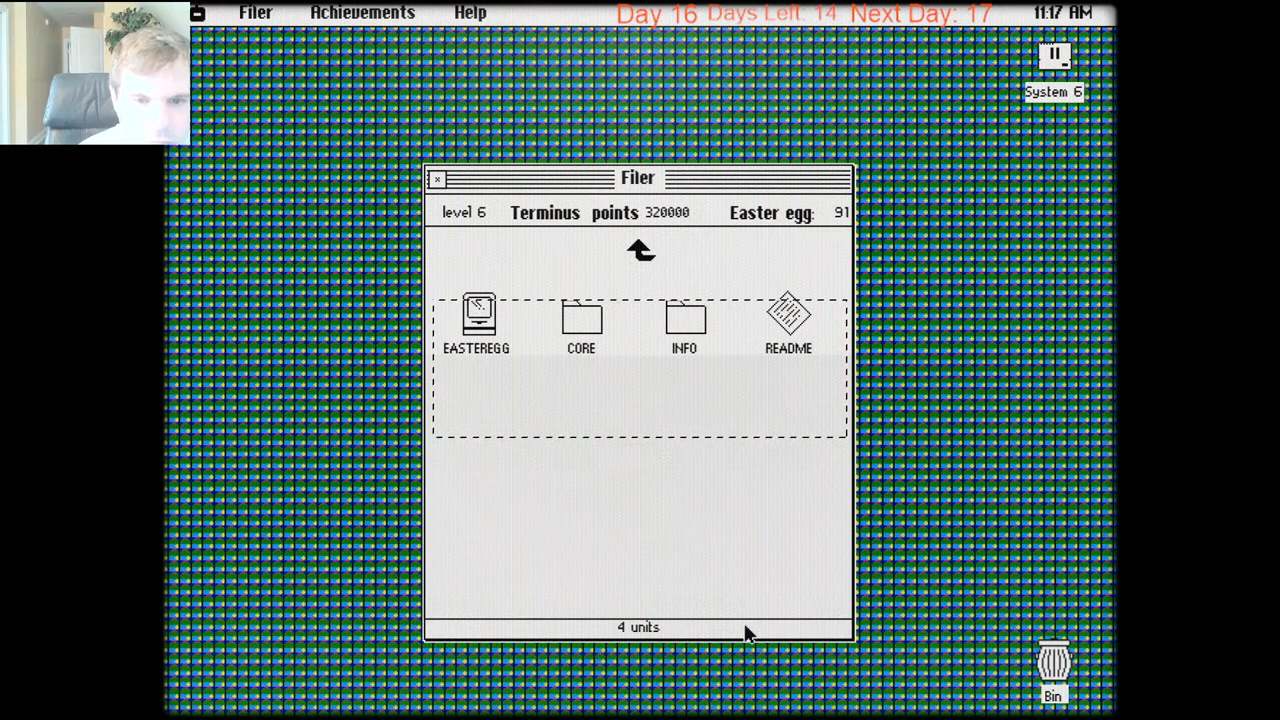 Filer Achievements Help Day 16 Days Left: 14 Next Day: 17 11:17 AM
System 6
Filer
level 6 Terminus points 320000 Easter egg: 91
EASTEREGG CORE INFO README
4 units
Bin